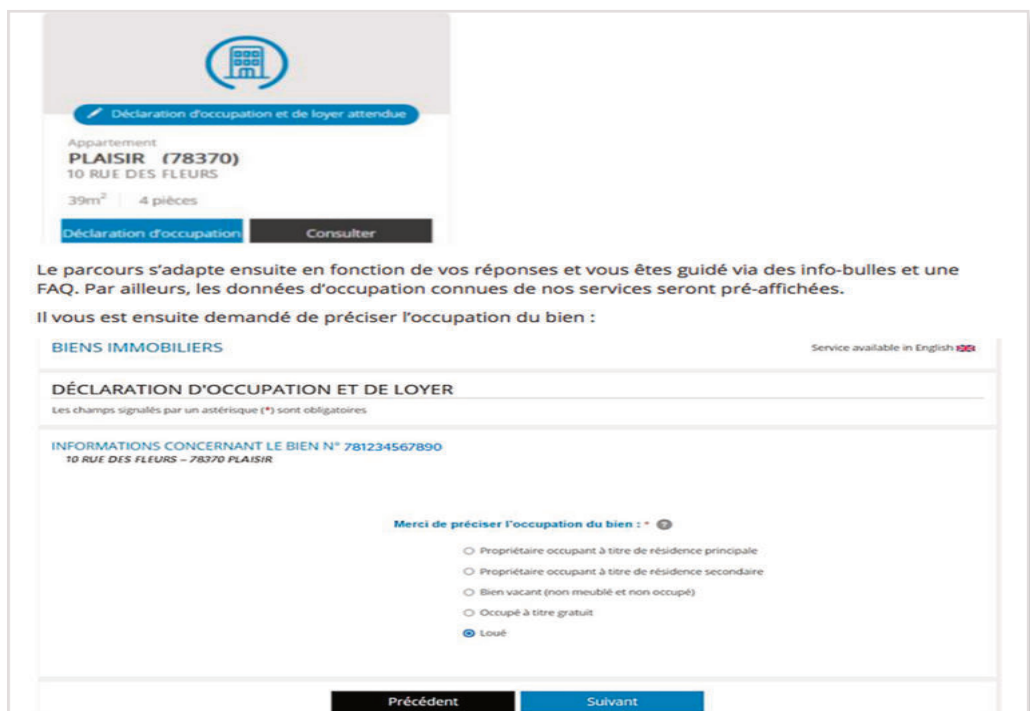 Déclaration d'occupation et de loyer attendue
Appartement
PLAISIR (78370)
10 RUE DES FLEURS
39m² 4 pièces
Déclaration d'occupation Consulter
Le parcours s'adapte ensuite en fonction de vos réponses et vous êtes guidé via des info-bulles et une
FAQ. Par ailleurs, les données d'occupation connues de nos services seront pré-affichées.
Il vous est ensuite demandé de préciser l'occupation du bien :
BIENS IMMOBILIERS Service available in English
DÉCLARATION D'OCCUPATION ET DE LOYER
Les champs signalés par un astérisque (*) sont obligatoires
INFORMATIONS CONCERNANT LE BIEN N° 781234567890
10 RUE DES FLEURS – 78370 PLAISIR
Merci de préciser l'occupation du bien : * ?
Propriétaire occupant à titre de résidence principale
Propriétaire occupant à titre de résidence secondaire
Bien vacant (non meublé et non occupé)
Occupé à titre gratuit
Loué
Précédent Suivant